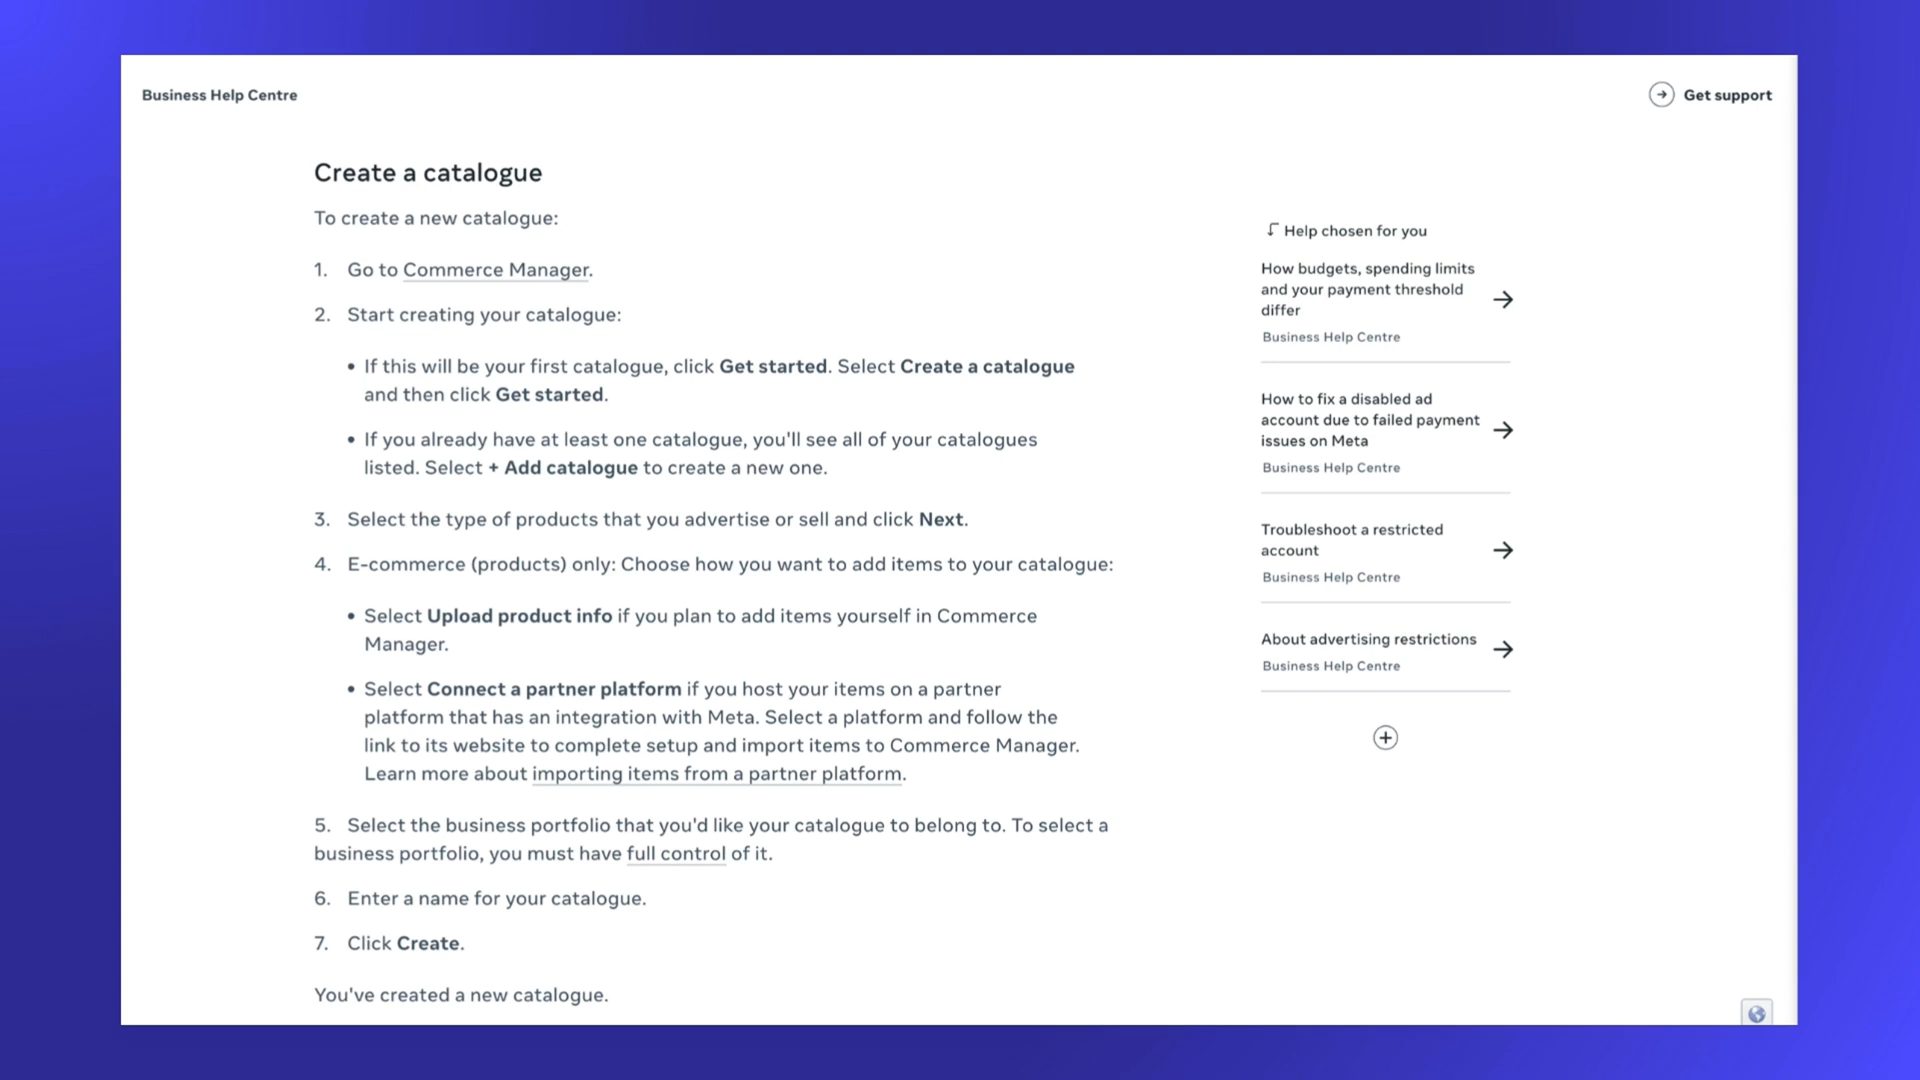 Business Help Centre
Get support
Create a catalogue
To create a new catalogue:
1. Go to Commerce Manager.
2. Start creating your catalogue:
• If this will be your first catalogue, click Get started. Select Create a catalogue
and then click Get started.
• If you already have at least one catalogue, you'll see all of your catalogues
listed. Select + Add catalogue to create a new one.
3. Select the type of products that you advertise or sell and click Next.
4. E-commerce (products) only: Choose how you want to add items to your catalogue:
• Select Upload product info if you plan to add items yourself in Commerce
Manager.
• Select Connect a partner platform if you host your items on a partner
platform that has an integration with Meta. Select a platform and follow the
link to its website to complete setup and import items to Commerce Manager.
Learn more about importing items from a partner platform.
5. Select the business portfolio that you'd like your catalogue to belong to. To select a
business portfolio, you must have full control of it.
6. Enter a name for your catalogue.
7. Click Create.
You've created a new catalogue.
Help chosen for you
How budgets, spending limits
and your payment threshold
differ
Business Help Centre
How to fix a disabled ad
account due to failed payment
issues on Meta
Business Help Centre
Troubleshoot a restricted
account
Business Help Centre
About advertising restrictions
Business Help Centre